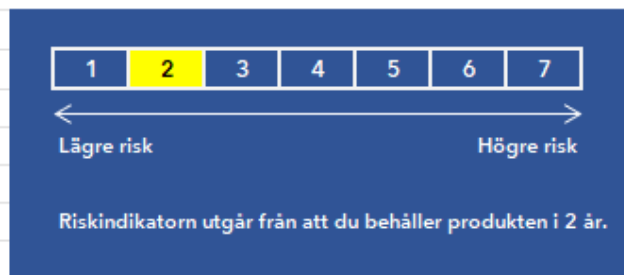 1 2 3 4 5 6 7
Lägre risk Högre risk
Riskindikatorn utgår från att du behåller produkten i 2 år.